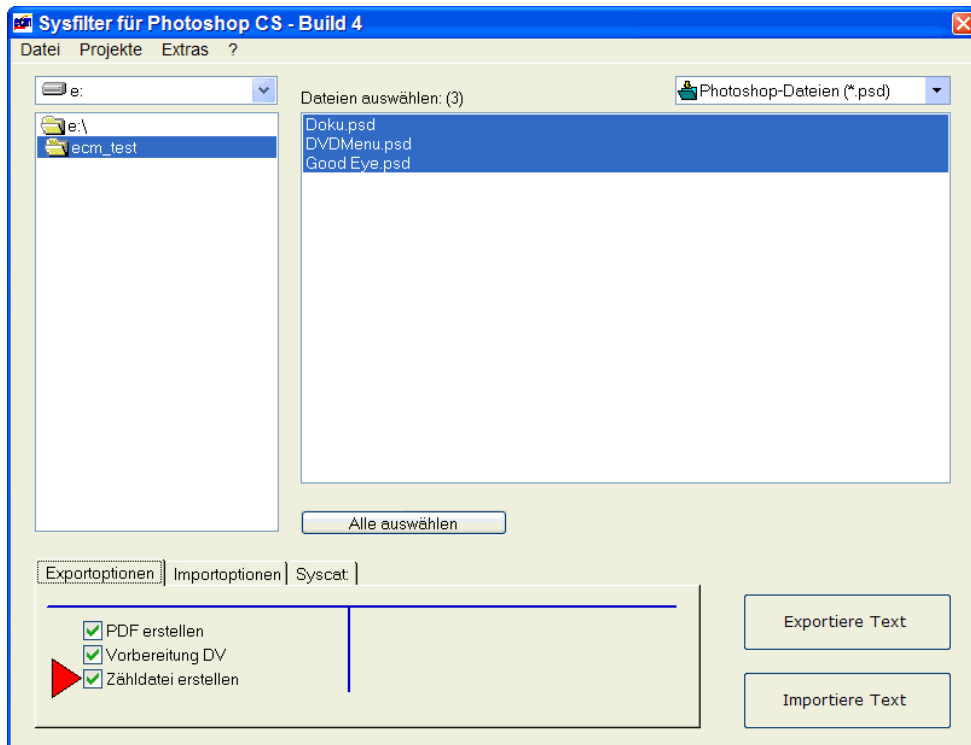 Sysfilter für Photoshop CS - Build 4
Datei Projekte Extras ?
e:
Dateien auswählen: (3)
Photoshop-Dateien (*.psd)
e:\
ecm_test
Doku.psd
DVDMenu.psd
Good Eye.psd
Alle auswählen
Exportoptionen Importoptionen Syscat
PDF erstellen
Vorbereitung DV
Zähldatei erstellen
Exportiere Text
Importiere Text